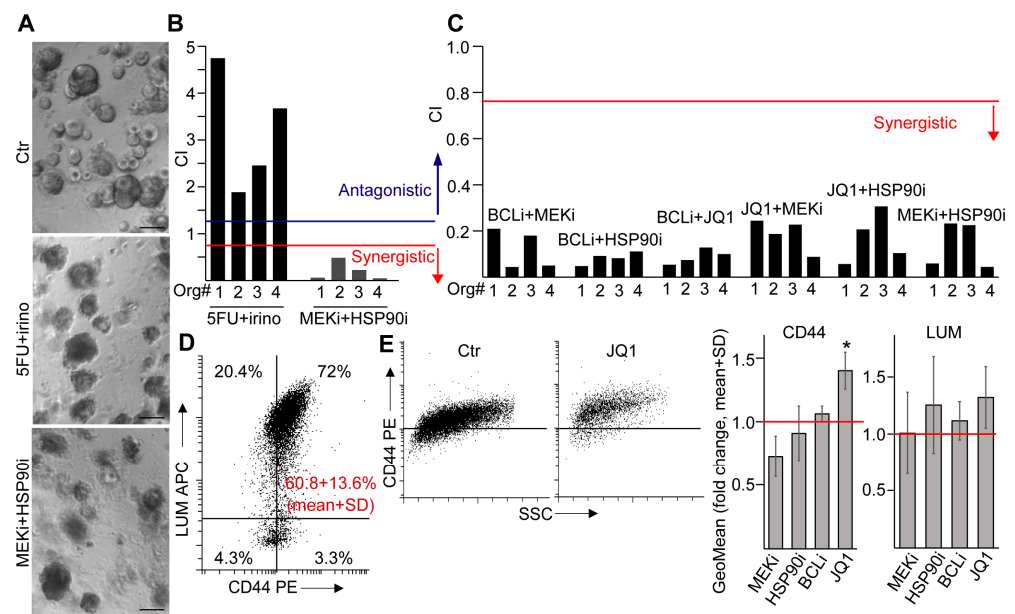 A
Ctr
5FU+irino
MEKi+HSP90i
B
CI
5
4
3
2
1
Antagonistic
Synergistic
Org# 1 2 3 4 1 2 3 4
5FU+irino MEKi+HSP90i
C
CI
1.0
0.8
0.6
0.4
0.2
Synergistic
BCLi+MEKi
BCLi+HSP90i
BCLi+JQ1
JQ1+MEKi
JQ1+HSP90i
MEKi+HSP90i
Org# 1 2 3 4 1 2 3 4 1 2 3 4 1 2 3 4 1 2 3 4 1 2 3 4
D
20.4% 72%
60.8+13.6%
(mean+SD)
4.3% 3.3%
LUM APC
CD44 PE
E
Ctr JQ1
CD44 PE
SSC
GeoMean (fold change, mean+SD)
CD44
1.5
1.0
0.5
*
MEKi
HSP90i
BCLi
JQ1
LUM
1.5
1.0
0.5
MEKi
HSP90i
BCLi
JQ1